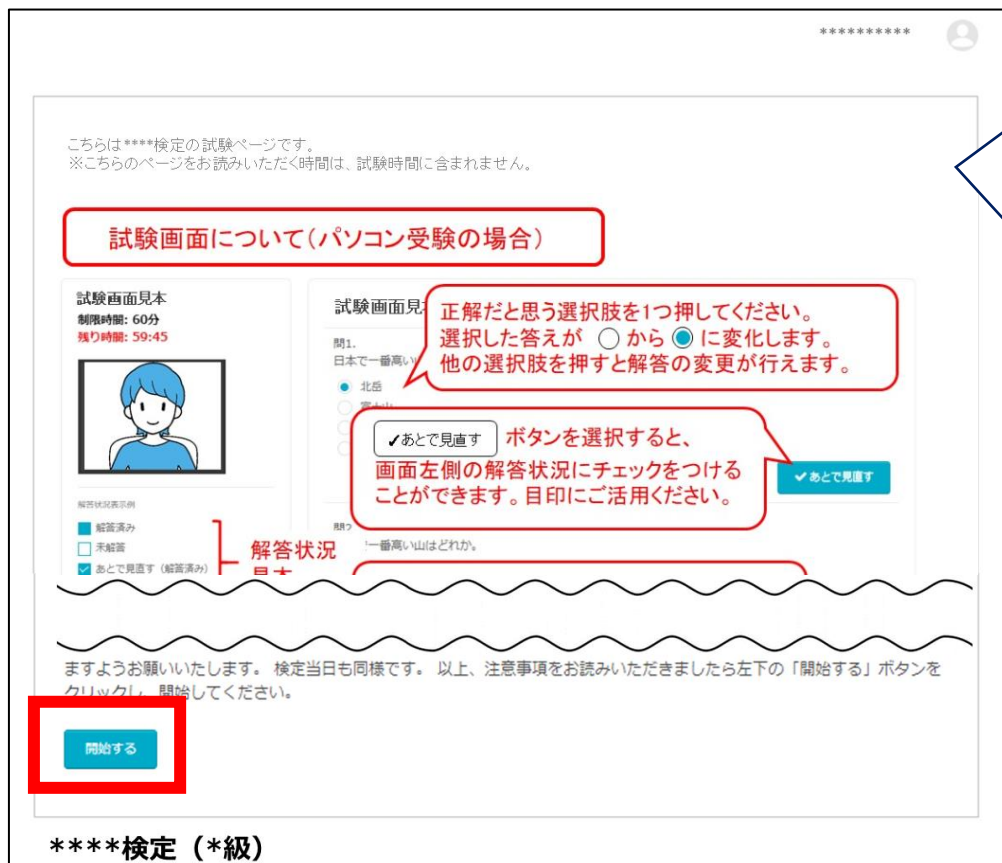 **********
こちらは****検定の試験ページです。
※こちらのページをお読みいただく時間は、試験時間に含まれません。
試験画面について(パソコン受験の場合)
試験画面見本
制限時間: 60分
残り時間: 59:45
解答状況表示例
解答済み
未解答
あとで見直す（解答済み）
解答状況
試験画面見
問1.
日本で一番高い
北岳
正解だと思う選択肢を1つ押してください。
選択した答えが ○ から ◉ に変化します。
他の選択肢を押すと解答の変更が行えます。
✓あとで見直す ボタンを選択すると、
画面左側の解答状況にチェックをつける
ことができます。目印にご活用ください。
✓あとで見直す
一番高い山はどれか。
ますようお願いいたします。 検定当日も同様です。 以上、注意事項をお読みいただきましたら左下の「開始する」ボタンを
クリックし、開始してください。
開始する
****検定（*級）